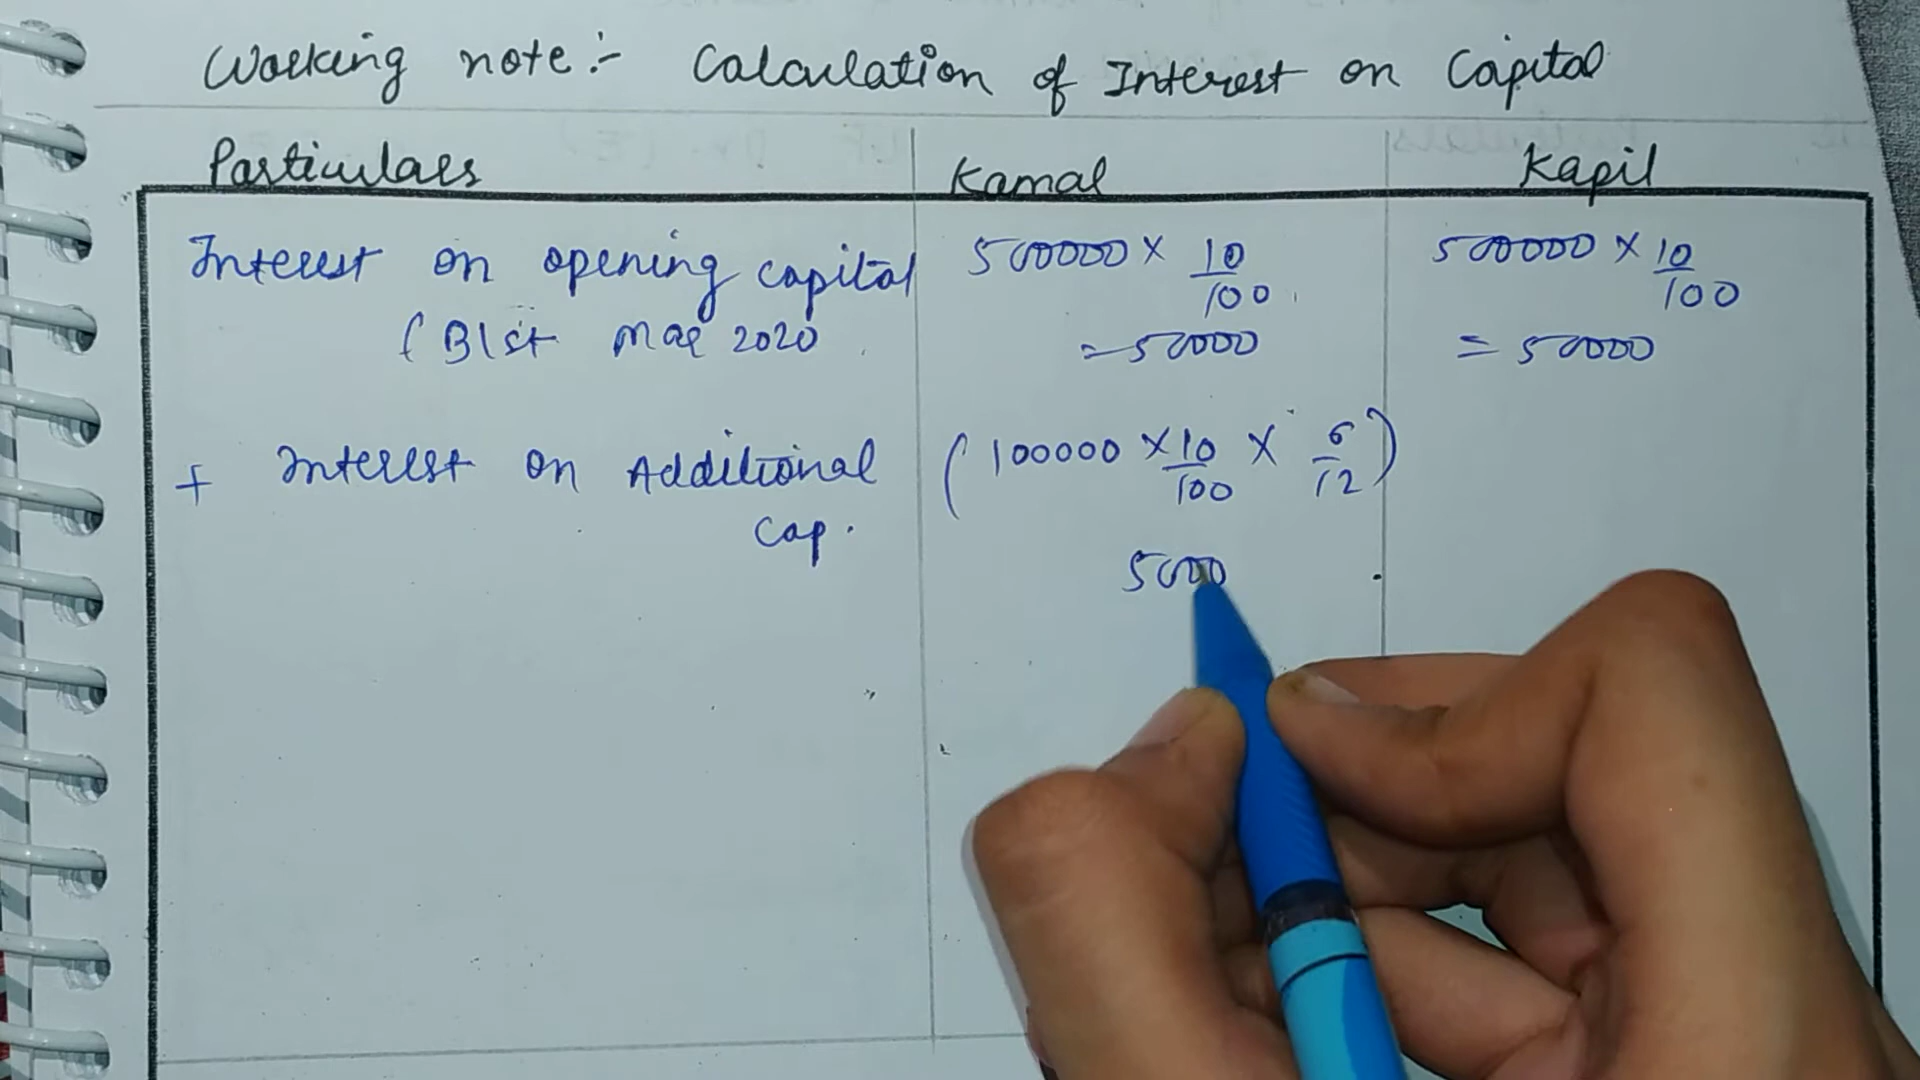 Working note:- Calculation of Interest on Capital
Particulars Kamal Kapil
Interest on opening capital 500000 × 10/100 500000 × 10/100
(31st Mar 2020 = 50000 = 50000
+ Interest on Additional Cap. (100000 × 10/100 × 6/12)
5000